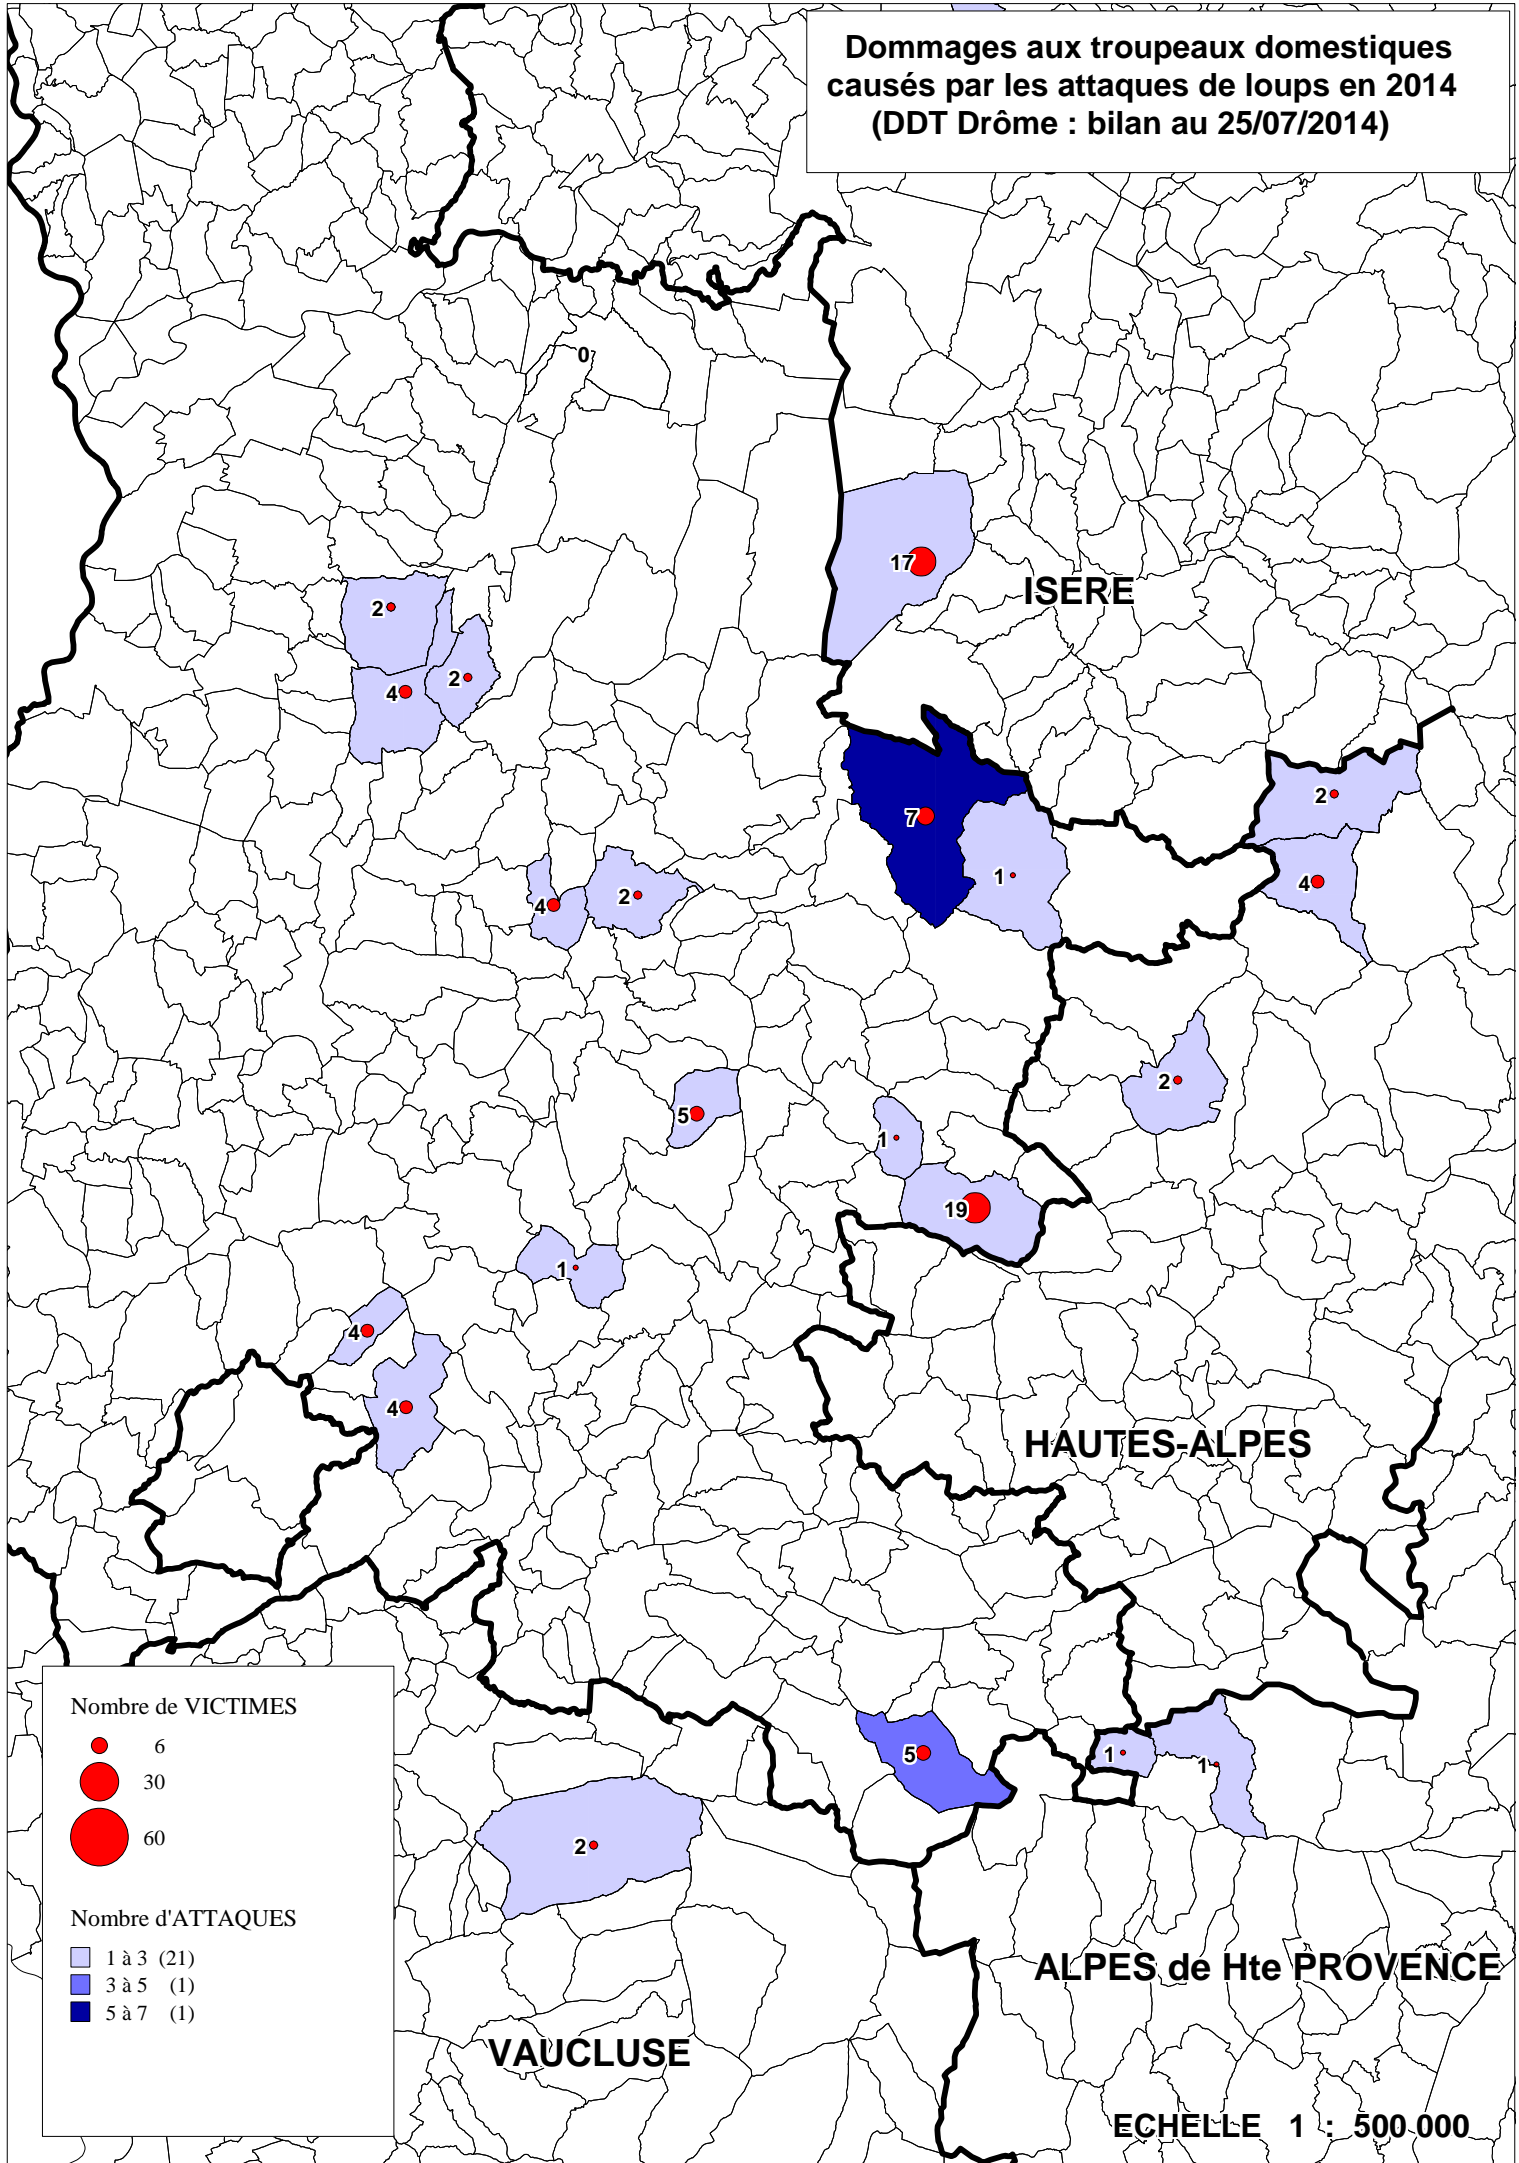 Dommages aux troupeaux domestiques
causés par les attaques de loups en 2014
(DDT Drôme : bilan au 25/07/2014)
0
17
ISERE
2
2
4
2
7
1
4
2
4
2
5
1
19
1
4
4
HAUTES-ALPES
5
1
1
2
Nombre de VICTIMES
6
30
60
Nombre d'ATTAQUES
1 à 3 (21)
3 à 5 (1)
5 à 7 (1)
ALPES de Hte PROVENCE
VAUCLUSE
ECHELLE 1 : 500 000